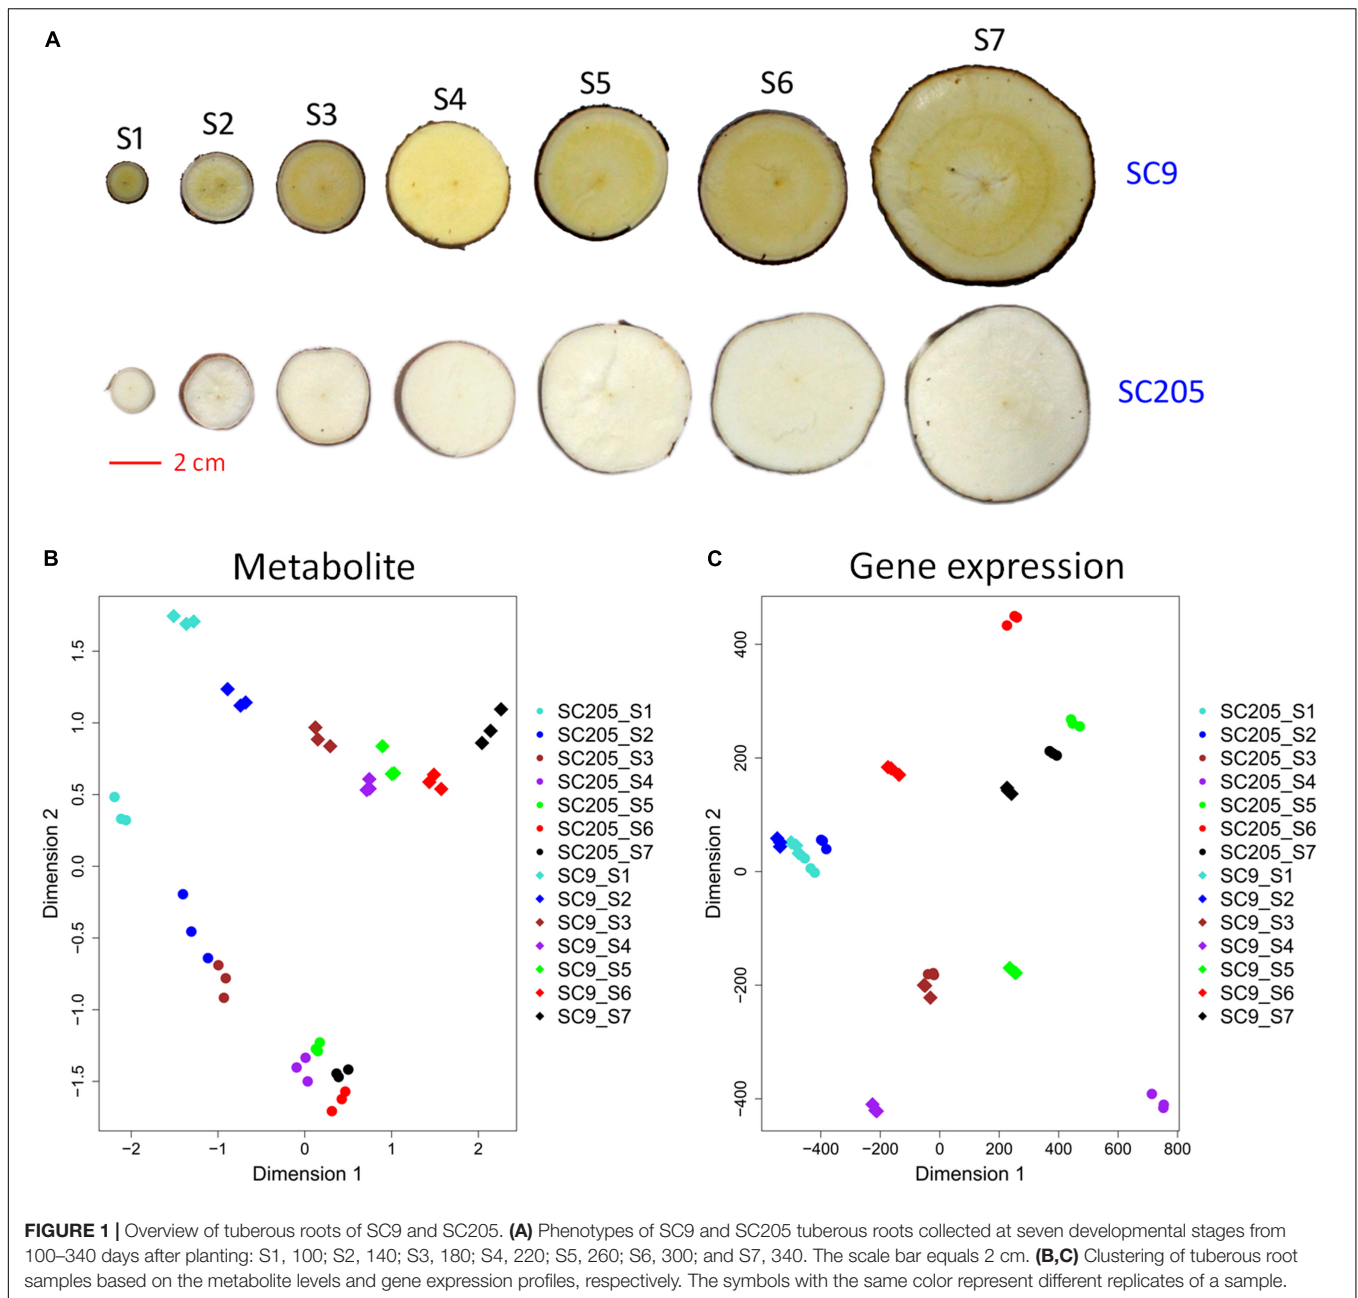 A
S1 S2 S3 S4 S5 S6 S7
SC9
SC205
2 cm
B
Metabolite
Dimension 2
1.5
1.0
0.5
0.0
−0.5
−1.0
−1.5
−2 −1 0 1 2
Dimension 1
SC205_S1
SC205_S2
SC205_S3
SC205_S4
SC205_S5
SC205_S6
SC205_S7
SC9_S1
SC9_S2
SC9_S3
SC9_S4
SC9_S5
SC9_S6
SC9_S7
C
Gene expression
Dimension 2
400
200
0
−200
−400
−400 −200 0 200 400 600 800
Dimension 1
SC205_S1
SC205_S2
SC205_S3
SC205_S4
SC205_S5
SC205_S6
SC205_S7
SC9_S1
SC9_S2
SC9_S3
SC9_S4
SC9_S5
SC9_S6
SC9_S7
FIGURE 1 | Overview of tuberous roots of SC9 and SC205. (A) Phenotypes of SC9 and SC205 tuberous roots collected at seven developmental stages from
100–340 days after planting: S1, 100; S2, 140; S3, 180; S4, 220; S5, 260; S6, 300; and S7, 340. The scale bar equals 2 cm. (B,C) Clustering of tuberous root
samples based on the metabolite levels and gene expression profiles, respectively. The symbols with the same color represent different replicates of a sample.